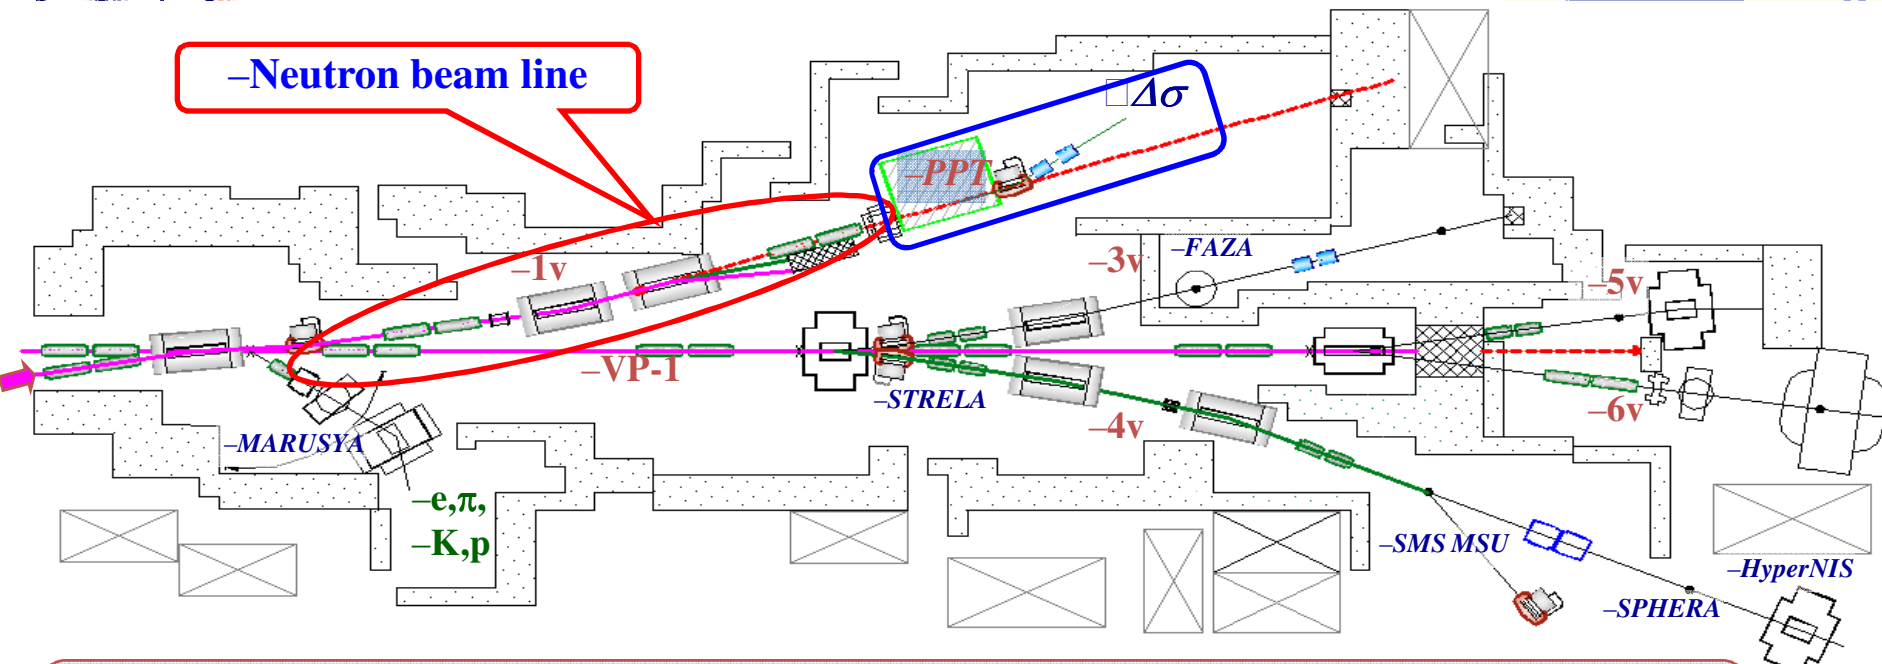 –Neutron beam line
Δσ
–PPT
–1v
–3v
–FAZA
–5v
–VP-1
–STRELA
–4v
–6v
–MARUSYA
–e,π,
–K,p
–SMS MSU
–HyperNIS
–SPHERA